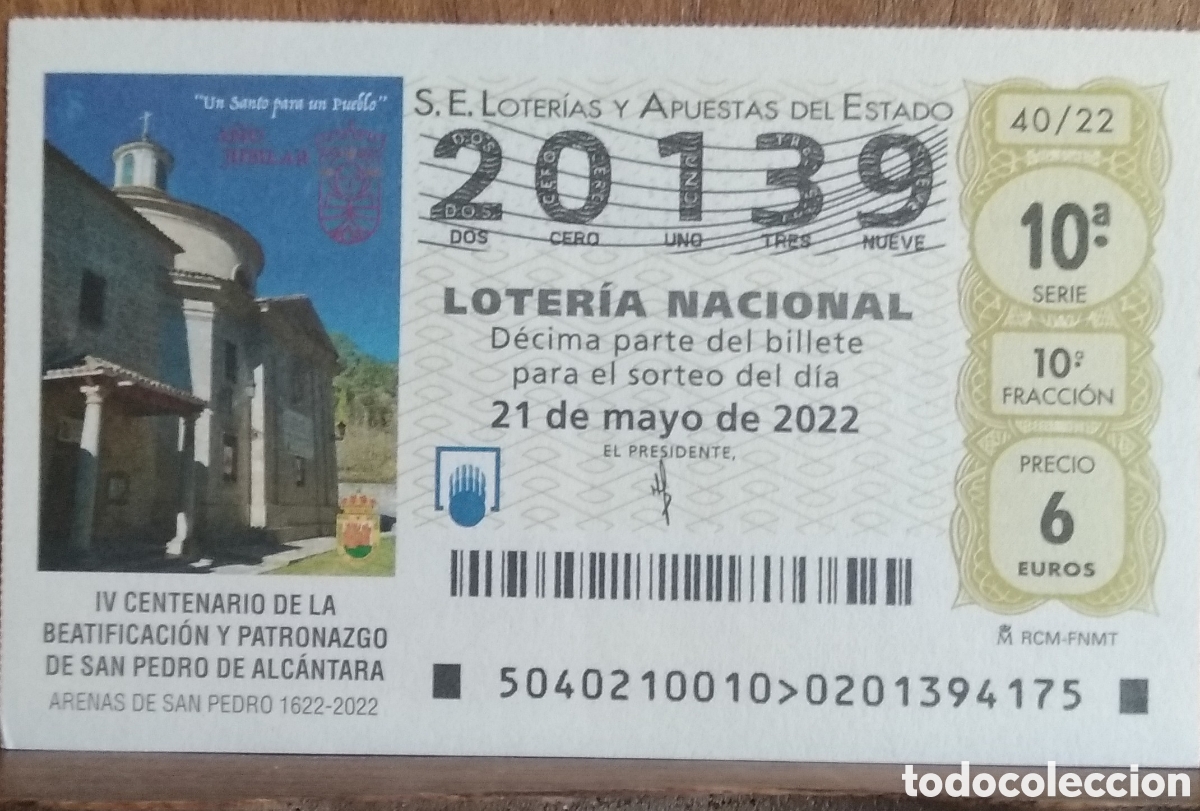 "Un Santo para un Pueblo"
JUBILAR
IV CENTENARIO DE LA
BEATIFICACIÓN Y PATRONAZGO
DE SAN PEDRO DE ALCÁNTARA
ARENAS DE SAN PEDRO 1622-2022
S.E. LOTERÍAS Y APUESTAS DEL ESTADO
20139
DOS CERO UNO TRES NUEVE
LOTERÍA NACIONAL
Décima parte del billete
para el sorteo del día
21 de mayo de 2022
EL PRESIDENTE,
5040210010>0201394175
40/22
10ª
SERIE
10ª
FRACCIÓN
PRECIO
6
EUROS
RCM-FNMT
todocoleccion